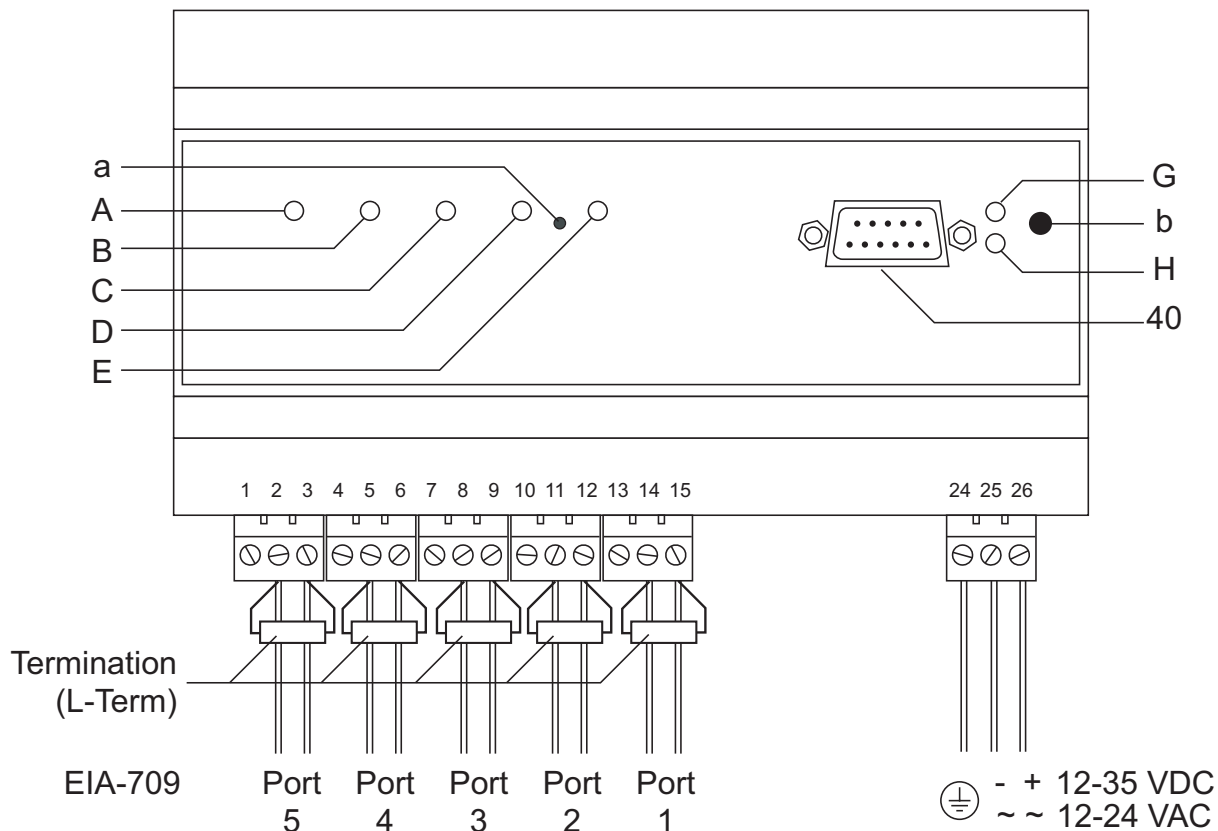 a
A
B
C
D
E
G
b
H
40
1 2 3 4 5 6 7 8 9 10 11 12 13 14 15
24 25 26
Termination
(L-Term)
EIA-709
Port
5
Port
4
Port
3
Port
2
Port
1
- + 12-35 VDC
~ ~ 12-24 VAC